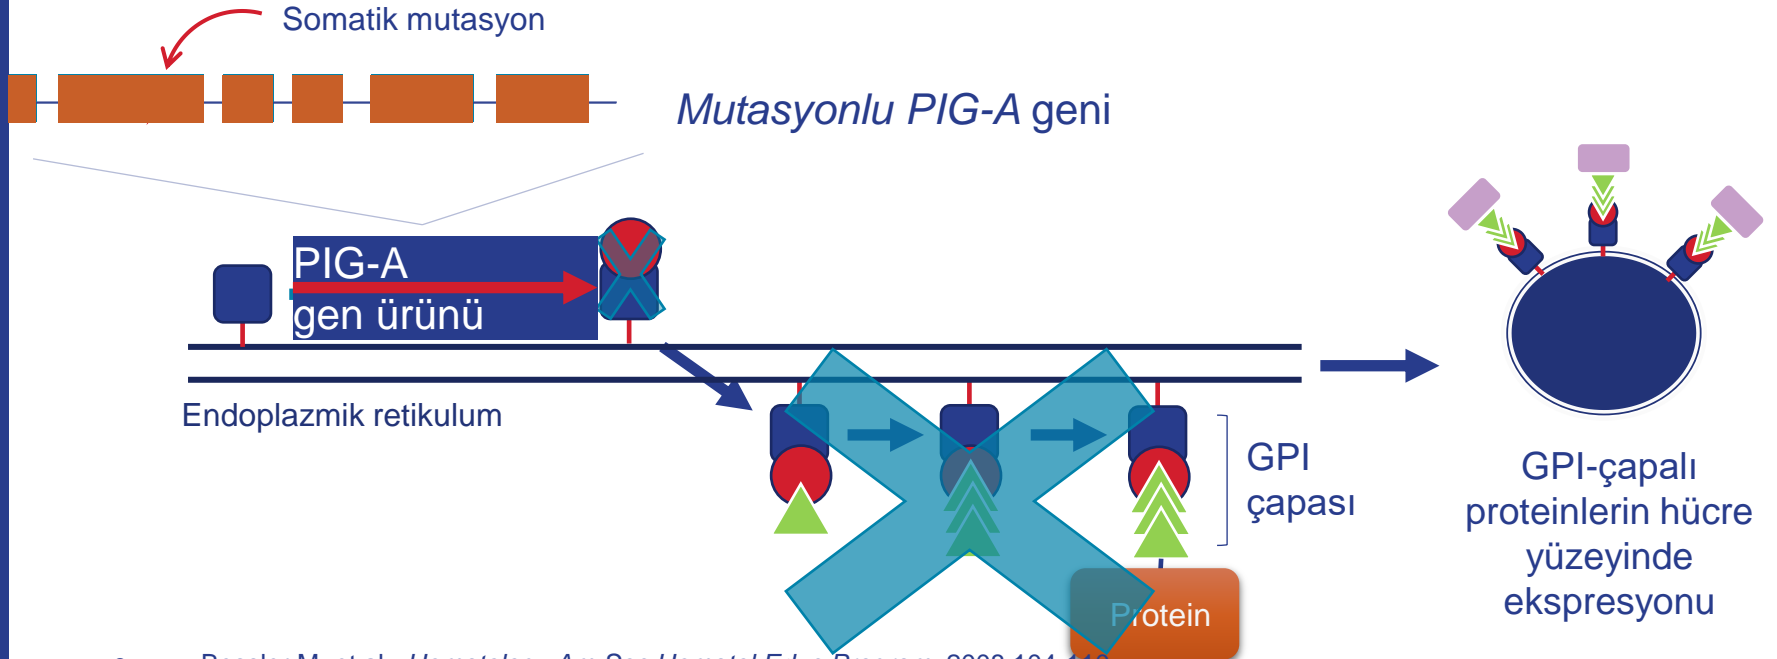 Somatik mutasyon
Mutasyonlu PIG-A geni
PIG-A
gen ürünü
Endoplazmik retikulum
GPI
çapası
Protein
GPI-çapalı
proteinlerin hücre
yüzeyinde
ekspresyonu